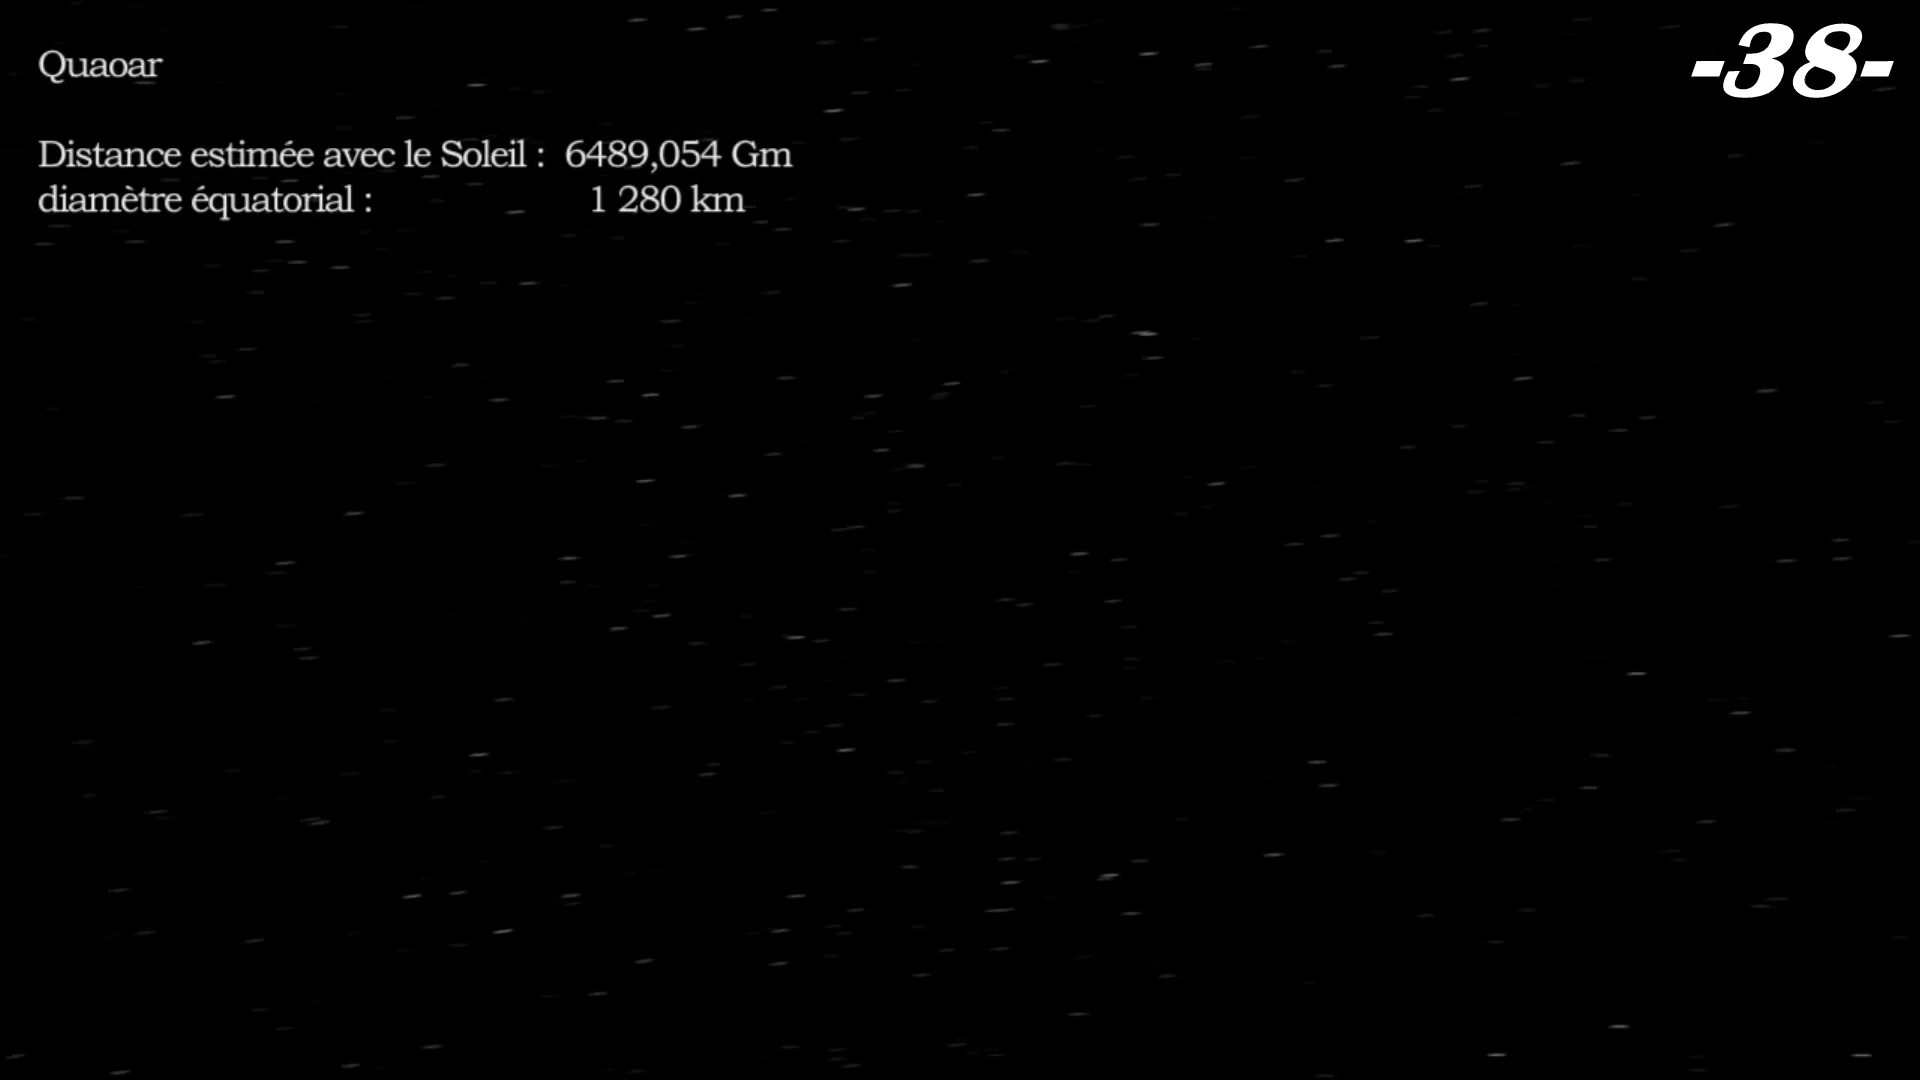 Quaoar
-38-
Distance estimée avec le Soleil : 6489,054 Gm
diamètre équatorial : 1 280 km